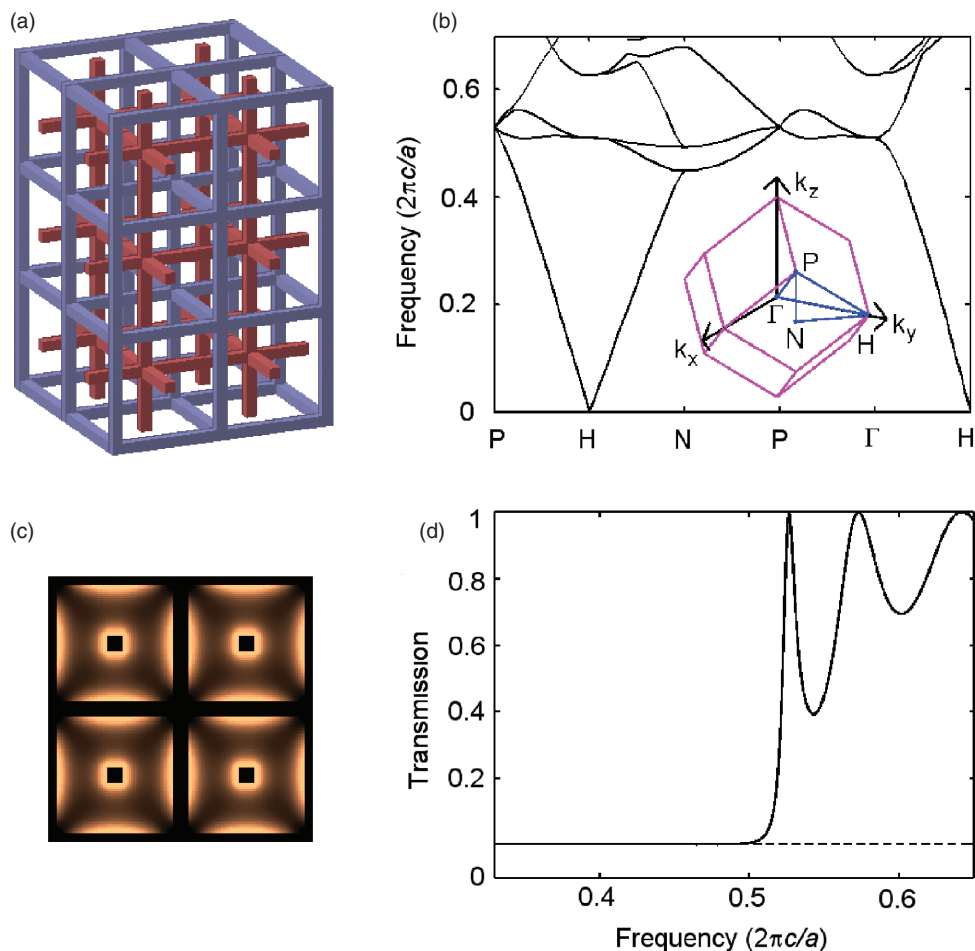 (a)
(b)
Frequency (2πc/a)
0.6
0.4
0.2
0
P H N P Γ H
k_z
P
Γ
N
H
k_x
k_y
(c)
(d)
Transmission
1
0.8
0.6
0.4
0.2
0
0.4 0.5 0.6
Frequency (2πc/a)